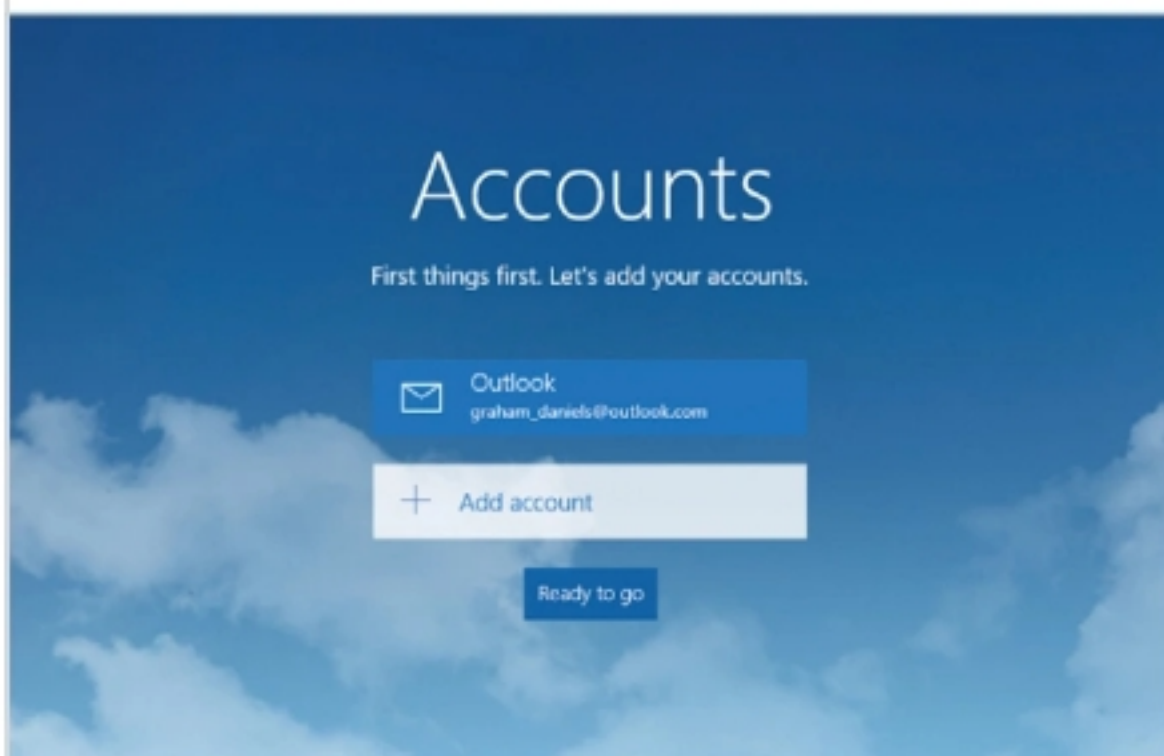 Accounts
First things first. Let's add your accounts.
Outlook
graham_daniels@outlook.com
Add account
Ready to go